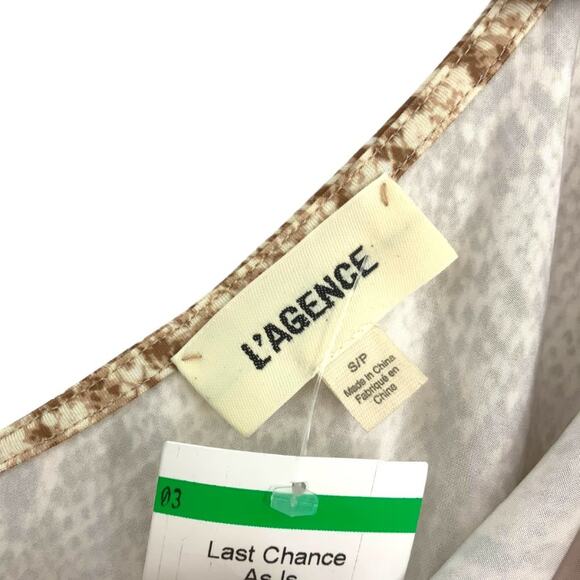 L'AGENCE
S/P
Made in China
Fabriqué en
Chine
03
Last Chance
As Is